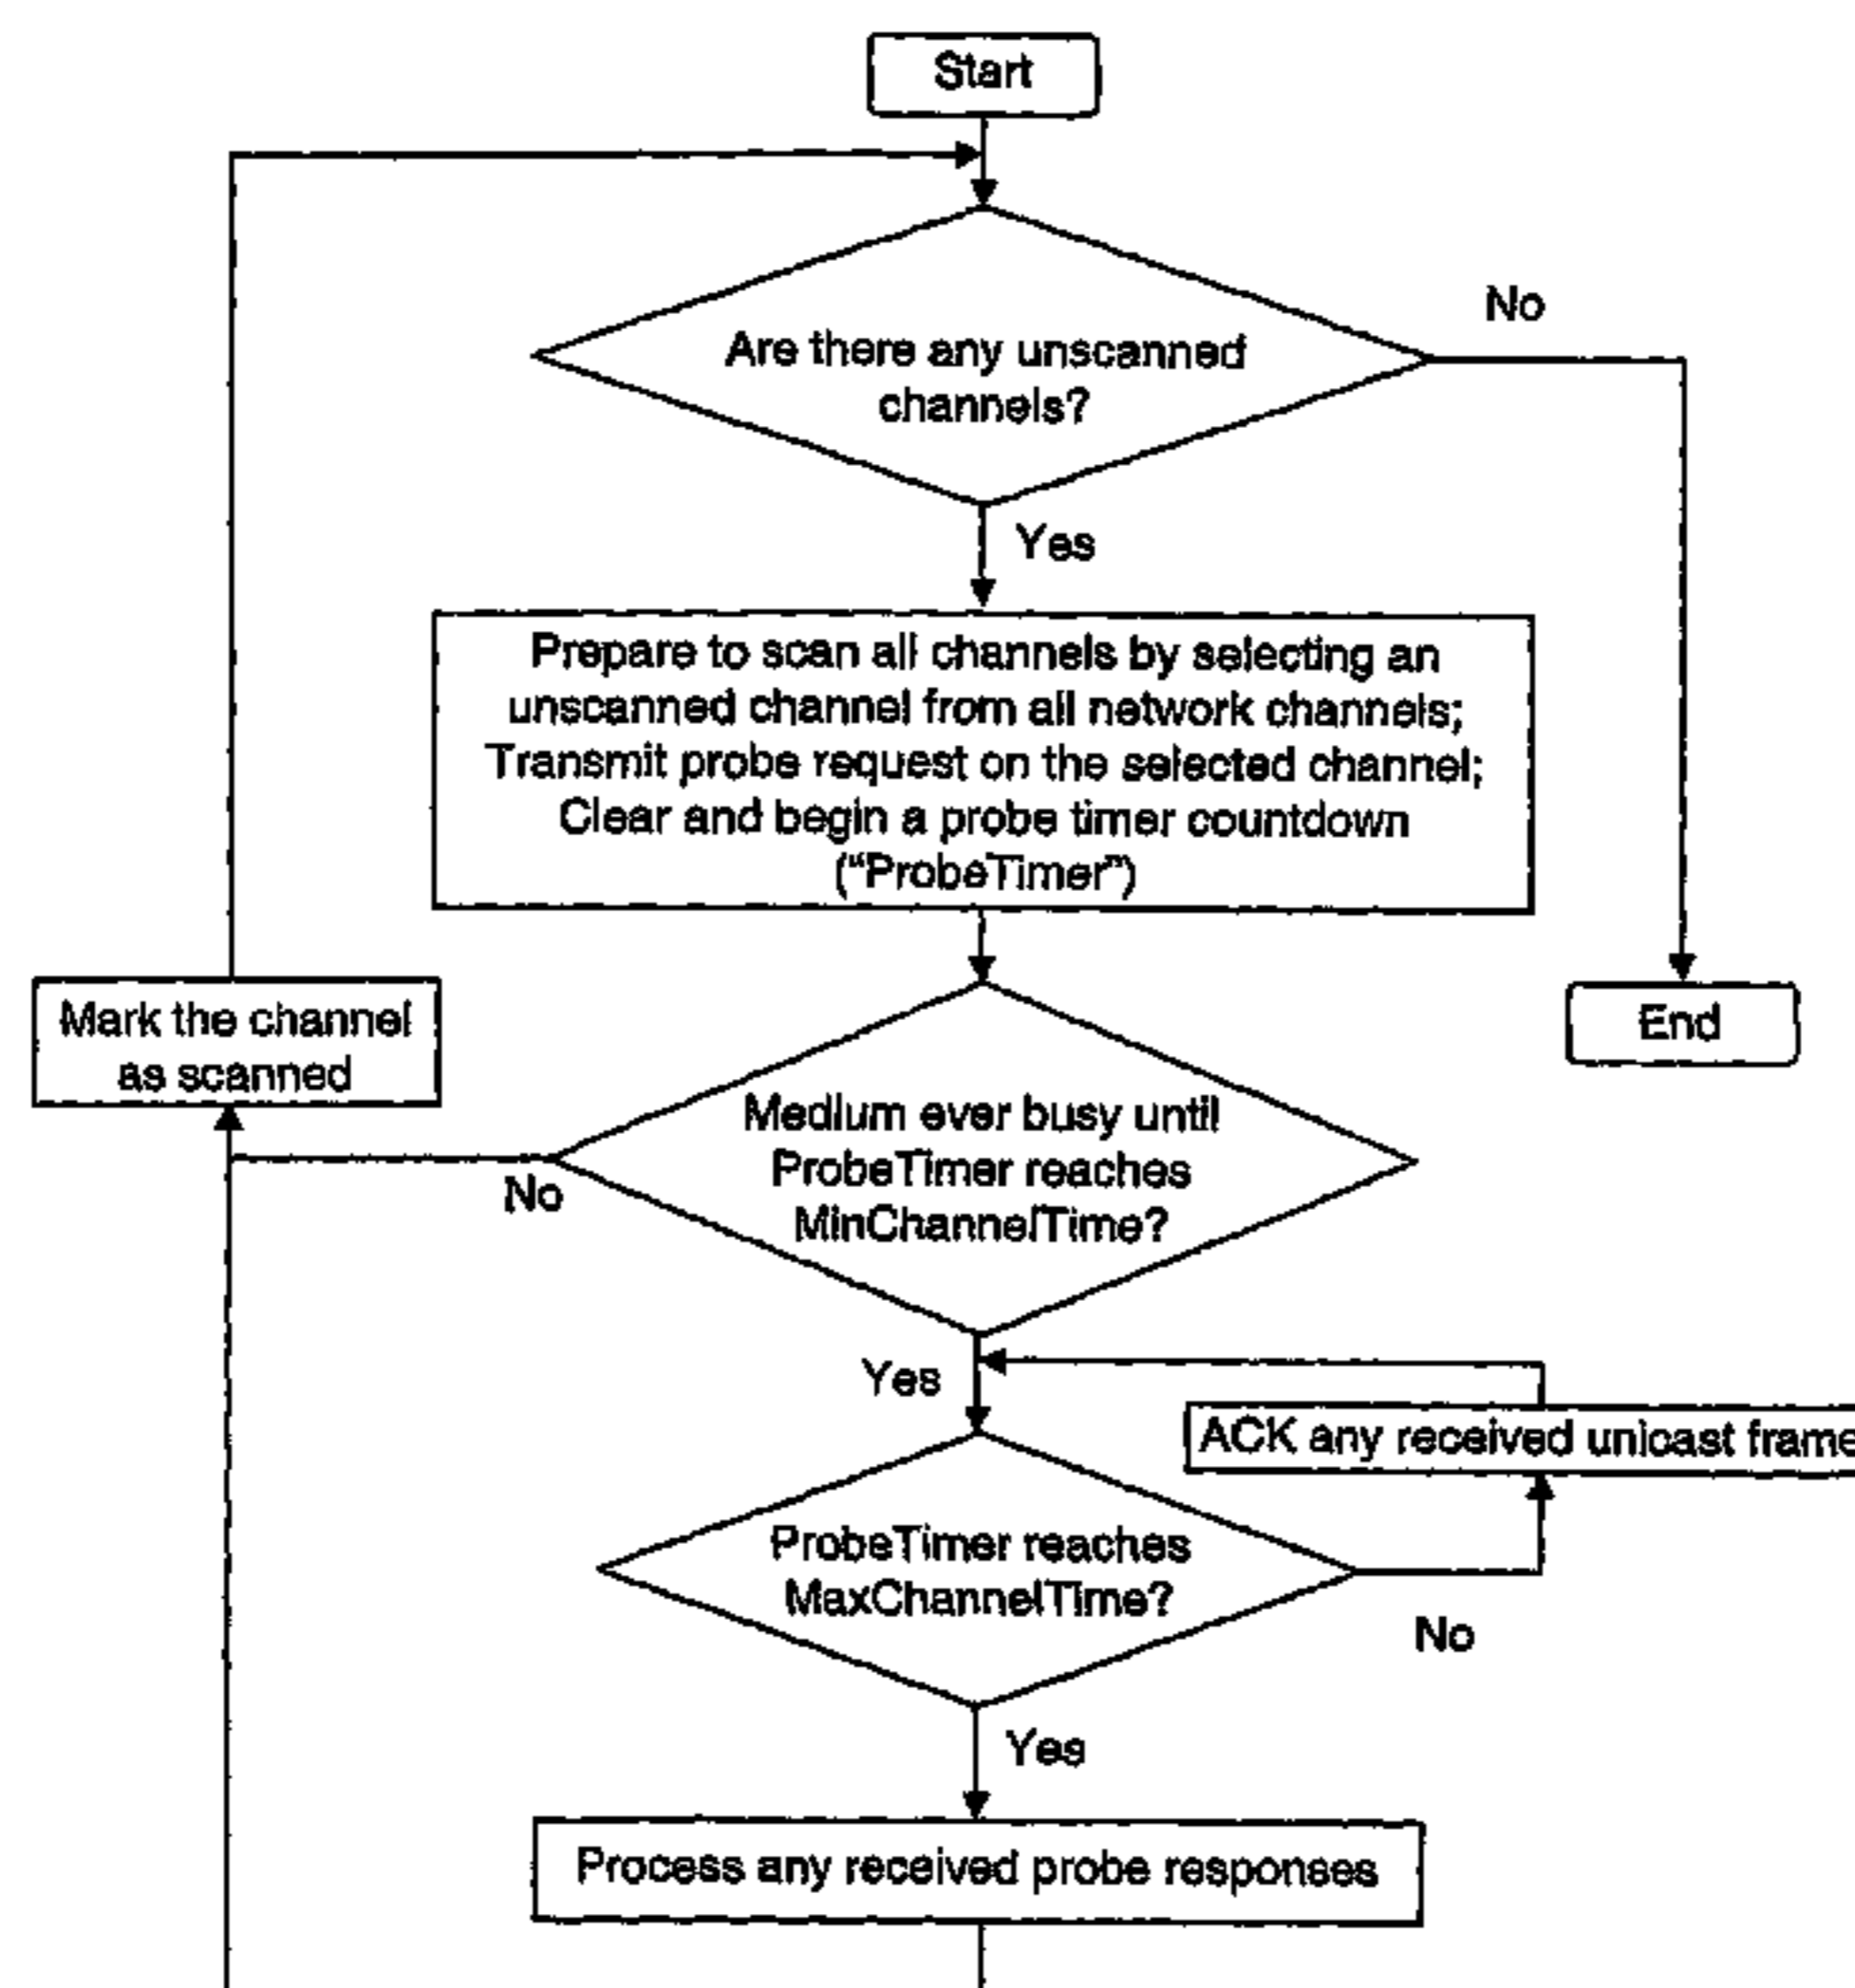 Start
No
Are there any unscanned
channels?
Yes
Prepare to scan all channels by selecting an
unscanned channel from all network channels;
Transmit probe request on the selected channel;
Clear and begin a probe timer countdown
("ProbeTimer")
Mark the channel
as scanned
End
Medium ever busy until
ProbeTimer reaches
MinChannelTime?
No
Yes
ACK any received unicast frame
ProbeTimer reaches
MaxChannelTime?
No
Yes
Process any received probe responses